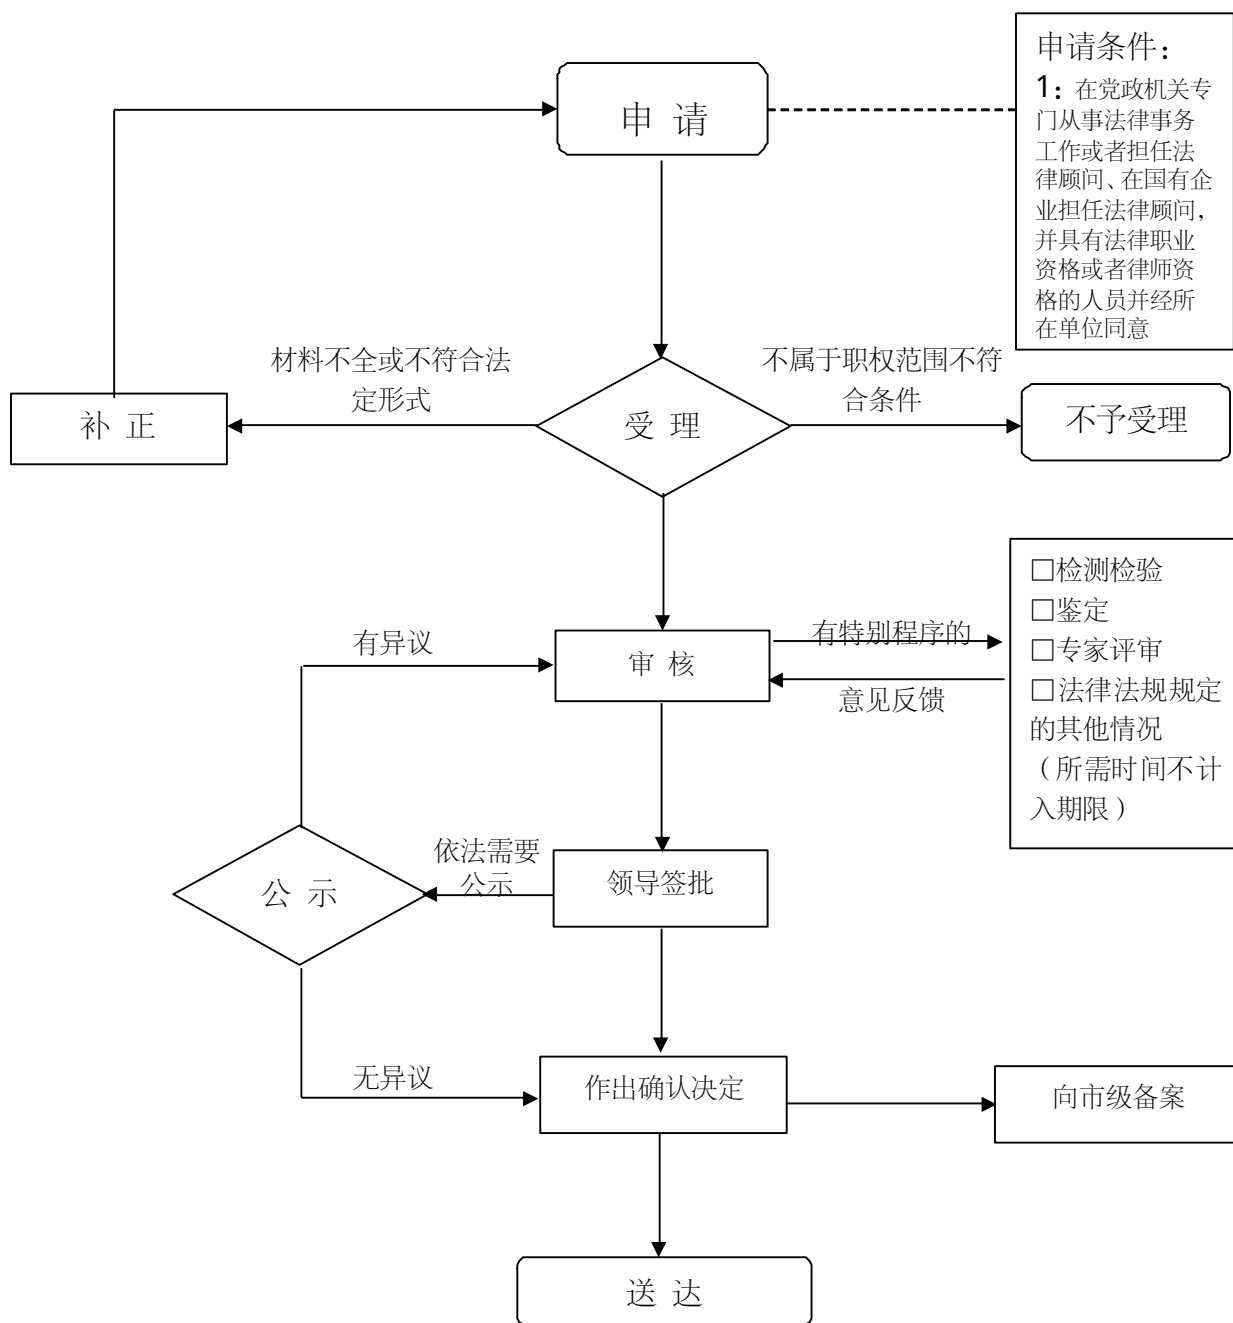 申 请
申请条件：
1：在党政机关专
门从事法律事务
工作或者担任法
律顾问、在国有企
业担任法律顾问，
并具有法律职业
资格或者律师资
格的人员并经所
在单位同意
材料不全或不符合法
定形式
不属于职权范围不符
合条件
补 正
受 理
不予受理
□检测检验
□鉴定
□专家评审
□法律法规规定
的其他情况
（所需时间不计
入期限）
有异议
审 核
有特别程序的
意见反馈
依法需要
公示
公 示
领导签批
无异议
作出确认决定
向市级备案
送 达